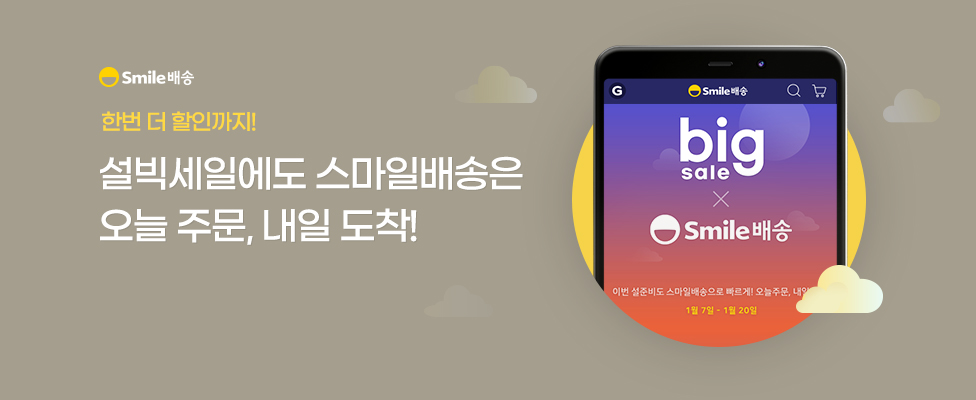 Smile배송
한번 더 할인까지!
설빅세일에도 스마일배송은
오늘 주문, 내일 도착!
G
Smile배송
big
sale
Smile배송
이번 설준비도 스마일배송으로 빠르게! 오늘주문, 내일
1월 7일 - 1월 20일